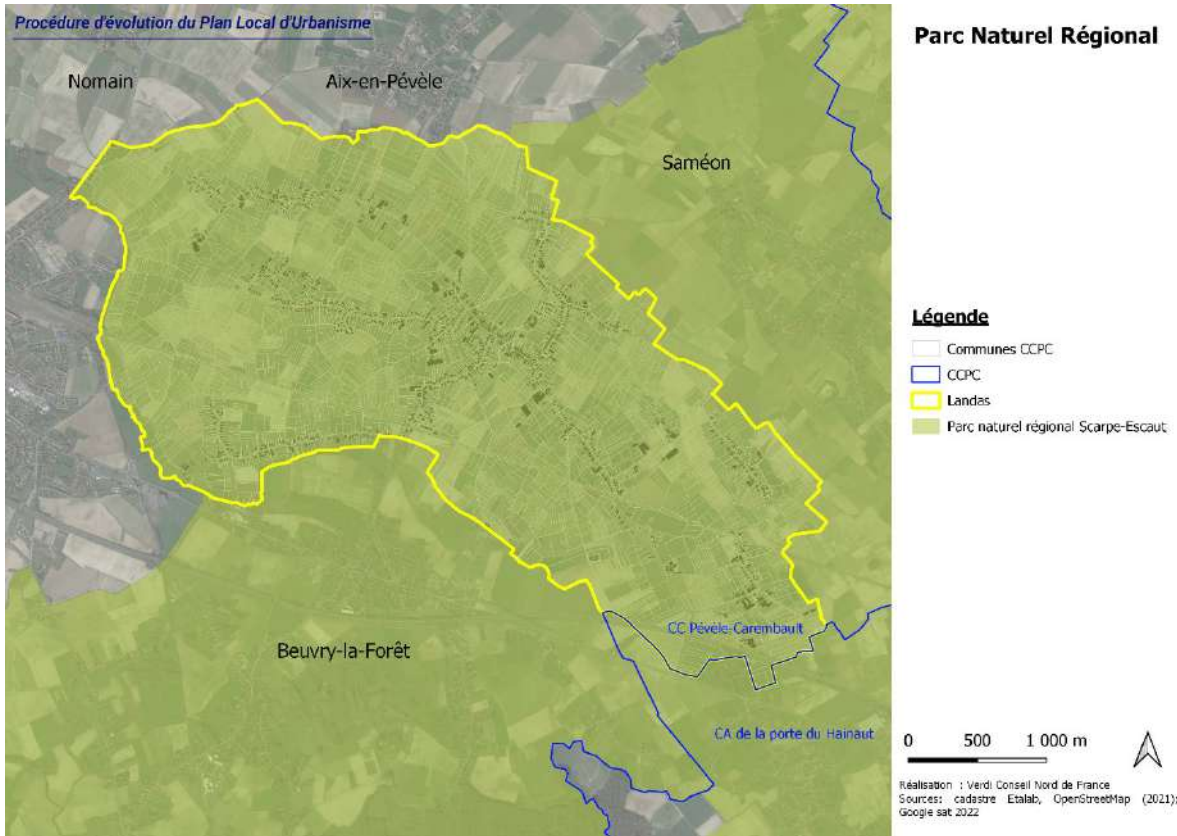 Procédure d'évolution du Plan Local d'Urbanisme
Parc Naturel Régional
Nomain
Aix-en-Pévèle
Saméon
Légende
Communes CCPC
CCPC
Landas
Parc naturel régional Scarpe-Escaut
CC Pévèle-Carembault
Beuvry-la-Forêt
CA de la porte du Hainaut
0 500 1 000 m
Réalisation : Verdi Conseil Nord de France
Sources: cadastre Etalab, OpenStreetMap (2021);
Google sat 2022